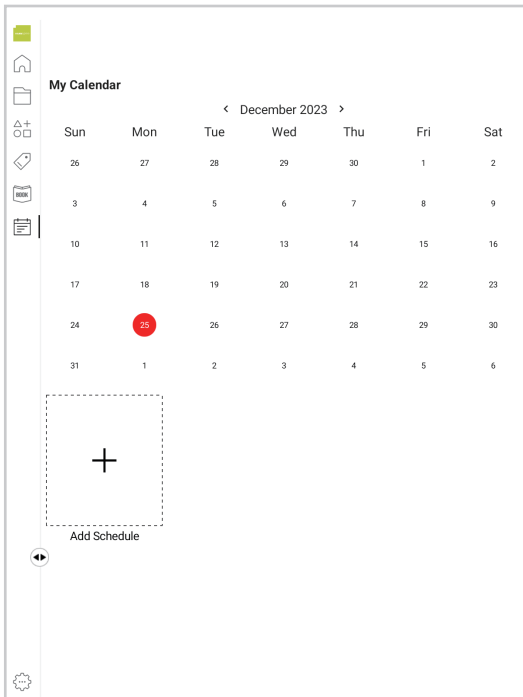 My Calendar
December 2023
Sun Mon Tue Wed Thu Fri Sat
26 27 28 29 30 1 2
3 4 5 6 7 8 9
BOOK
10 11 12 13 14 15 16
17 18 19 20 21 22 23
24 25 26 27 28 29 30
31 1 2 3 4 5 6
Add Schedule